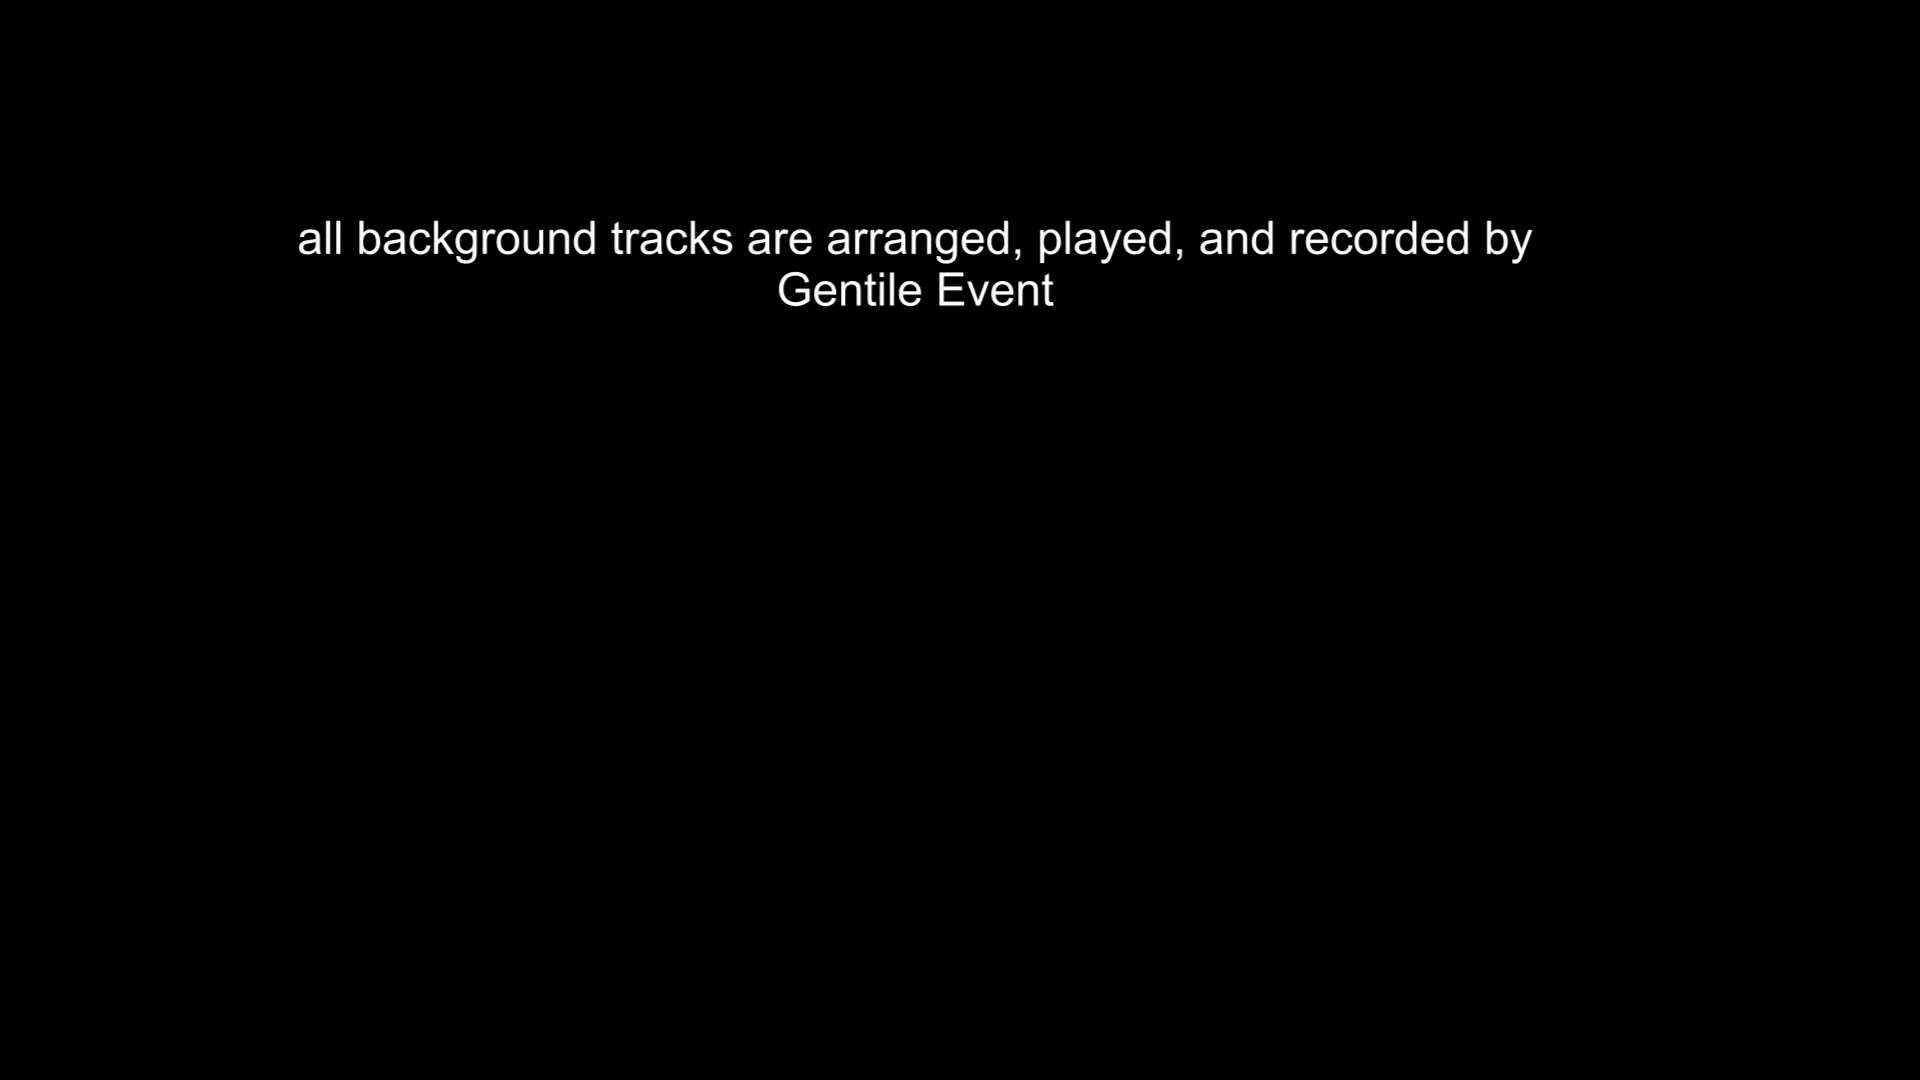 all background tracks are arranged, played, and recorded by
Gentile Event